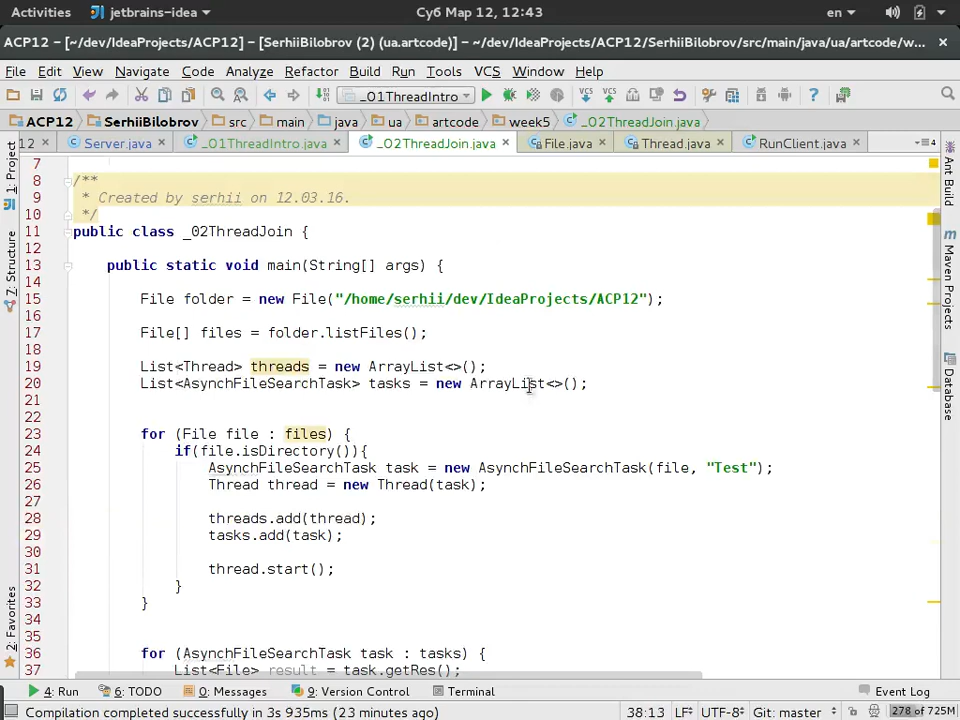 Activities jetbrains-idea Суб Мар 12, 12:43 en
ACP12 – [~/dev/IdeaProjects/ACP12] – [SerhiiBilobrov (2) (ua.artcode)] – ~/dev/IdeaProjects/ACP12/SerhiiBilobrov/src/main/java/ua/artcode/w...
File Edit View Navigate Code Analyze Refactor Build Run Tools VCS Window Help
_01ThreadIntro
ACP12 SerhiiBilobrov src main java ua artcode week5 _02ThreadJoin.java
12 Server.java _01ThreadIntro.java _02ThreadJoin.java File.java Thread.java RunClient.java 4
1: Project
7: Structure
2: Favorites
7
8 /**
9 * Created by serhii on 12.03.16.
10 */
11 public class _02ThreadJoin {
12
13 public static void main(String[] args) {
14
15 File folder = new File("/home/serhii/dev/IdeaProjects/ACP12");
16
17 File[] files = folder.listFiles();
18
19 List<Thread> threads = new ArrayList<>();
20 List<AsynchFileSearchTask> tasks = new ArrayList<>();
21
22
23 for (File file : files) {
24 if(file.isDirectory()){
25 AsynchFileSearchTask task = new AsynchFileSearchTask(file, "Test");
26 Thread thread = new Thread(task);
27
28 threads.add(thread);
29 tasks.add(task);
30
31 thread.start();
32 }
33 }
34
35
36 for (AsynchFileSearchTask task : tasks) {
37 List<File> result = task.getRes();
Ant Build
Maven Projects
Database
4: Run 6: TODO 0: Messages 9: Version Control Terminal Event Log
Compilation completed successfully in 3s 935ms (23 minutes ago) 38:13 LF UTF-8 Git: master 278 of 725M